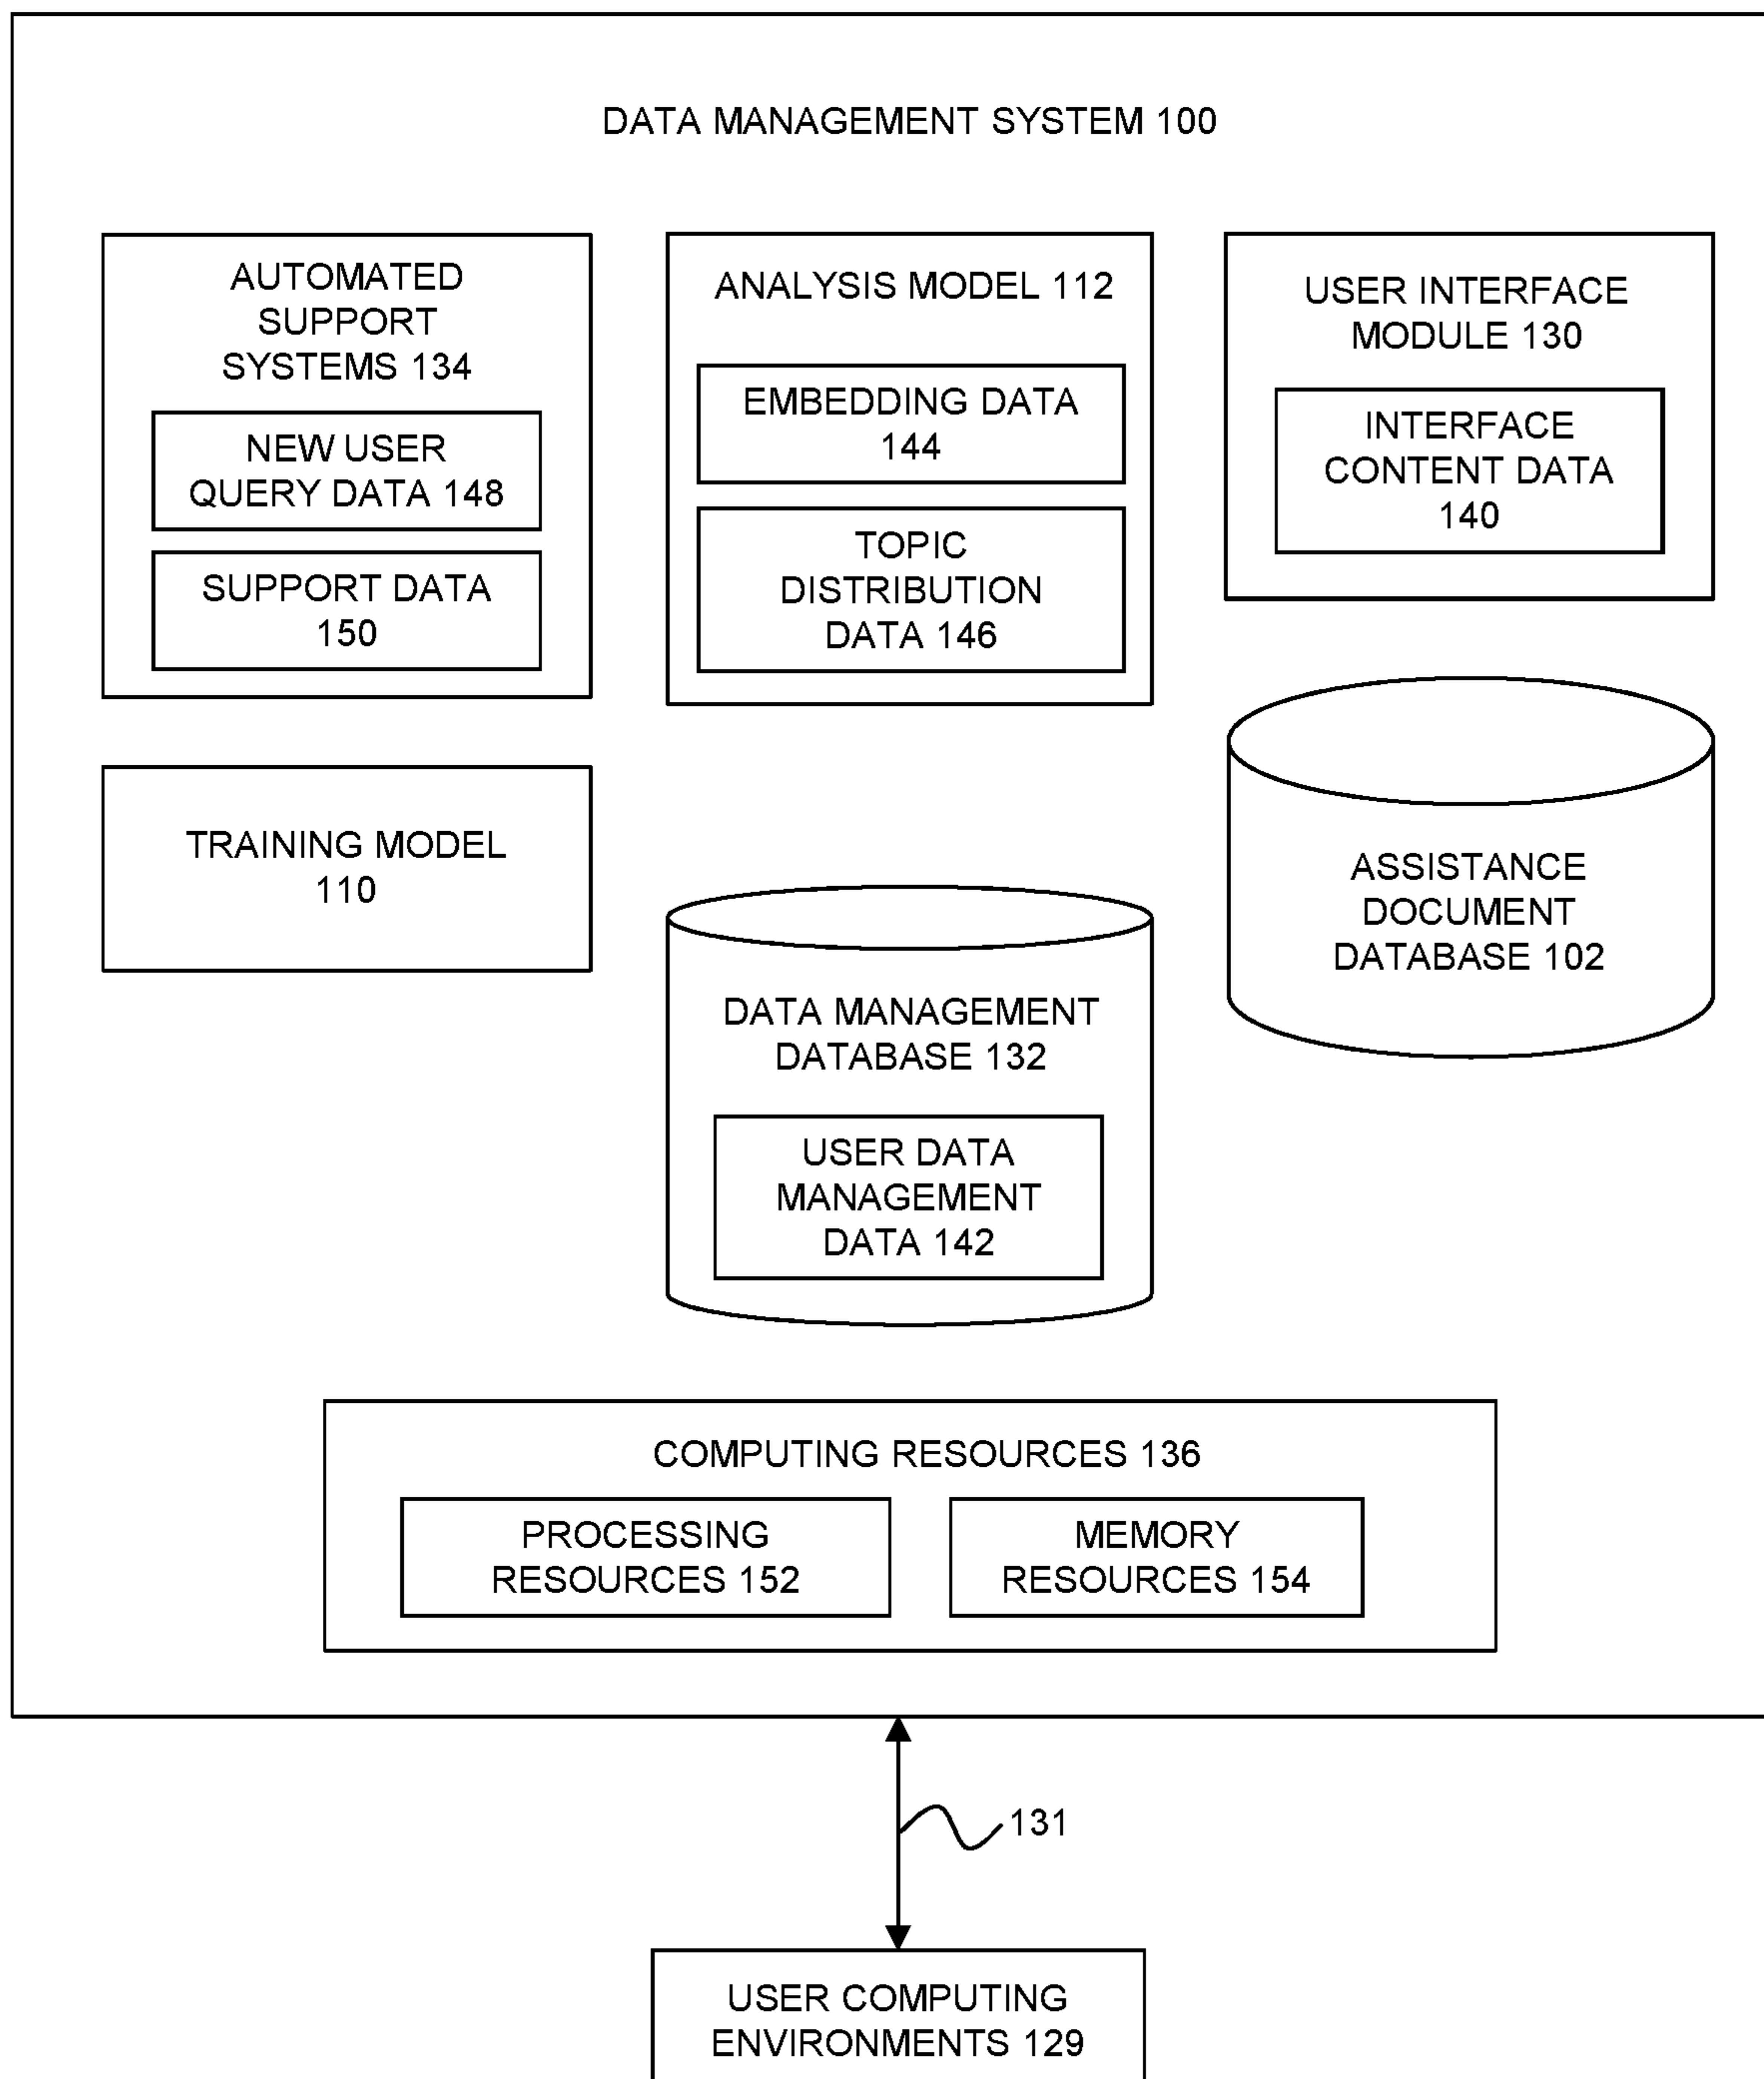 DATA MANAGEMENT SYSTEM 100
AUTOMATED
SUPPORT
SYSTEMS 134
NEW USER
QUERY DATA 148
SUPPORT DATA
150
ANALYSIS MODEL 112
EMBEDDING DATA
144
TOPIC
DISTRIBUTION
DATA 146
USER INTERFACE
MODULE 130
INTERFACE
CONTENT DATA
140
TRAINING MODEL
110
DATA MANAGEMENT
DATABASE 132
USER DATA
MANAGEMENT
DATA 142
ASSISTANCE
DOCUMENT
DATABASE 102
COMPUTING RESOURCES 136
PROCESSING
RESOURCES 152
MEMORY
RESOURCES 154
131
USER COMPUTING
ENVIRONMENTS 129